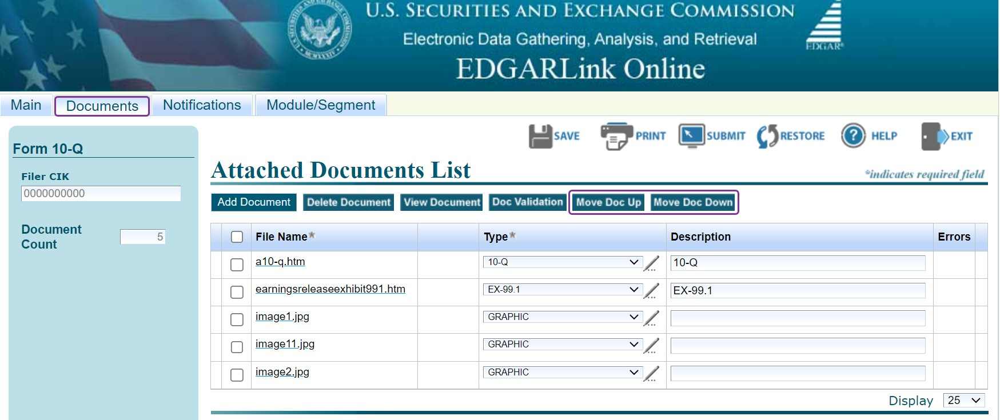 U.S. SECURITIES AND EXCHANGE COMMISSION
Electronic Data Gathering, Analysis, and Retrieval
EDGARLink Online
EDGAR®
Main Documents Notifications Module/Segment
SAVE PRINT SUBMIT RESTORE HELP EXIT
Form 10-Q
Filer CIK
0000000000
Document
Count 5
Attached Documents List
*indicates required field
Add Document Delete Document View Document Doc Validation Move Doc Up Move Doc Down
File Name* Type* Description Errors
a10-q.htm 10-Q 10-Q
earningsreleaseexhibit991.htm EX-99.1 EX-99.1
image1.jpg GRAPHIC
image11.jpg GRAPHIC
image2.jpg GRAPHIC
Display 25